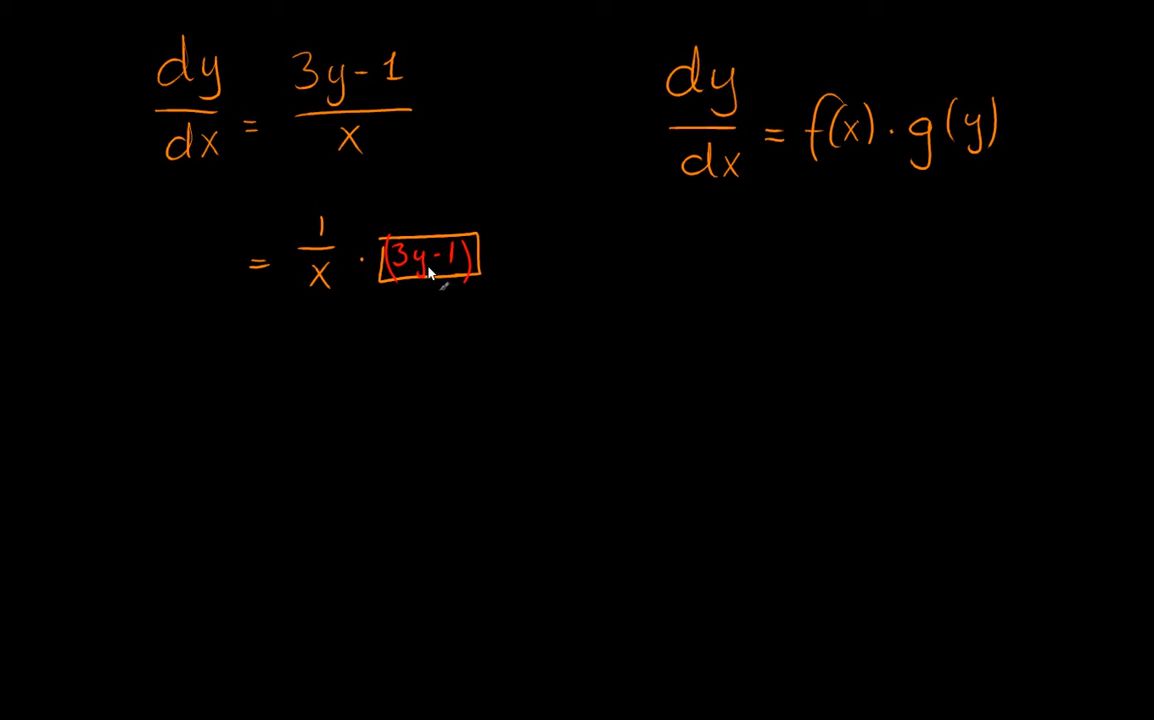 dy/dx = (3y-1)/x
dy/dx = f(x) · g(y)
= 1/x · (3y-1)